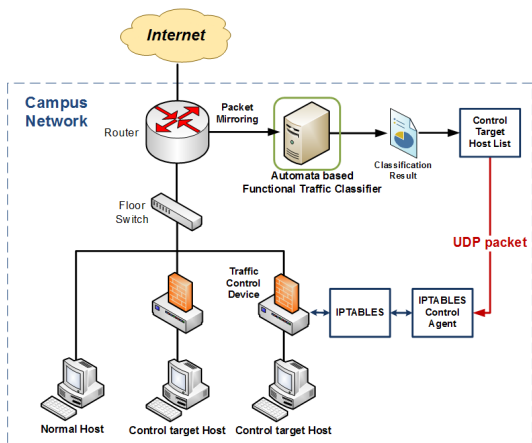 Internet
Campus
Network
Router
Packet
Mirroring
Automata based
Functional Traffic Classifier
Classification
Result
Control
Target
Host List
Floor
Switch
UDP packet
Traffic
Control
Device
IPTABLES
IPTABLES
Control
Agent
Normal Host
Control target Host
Control target Host